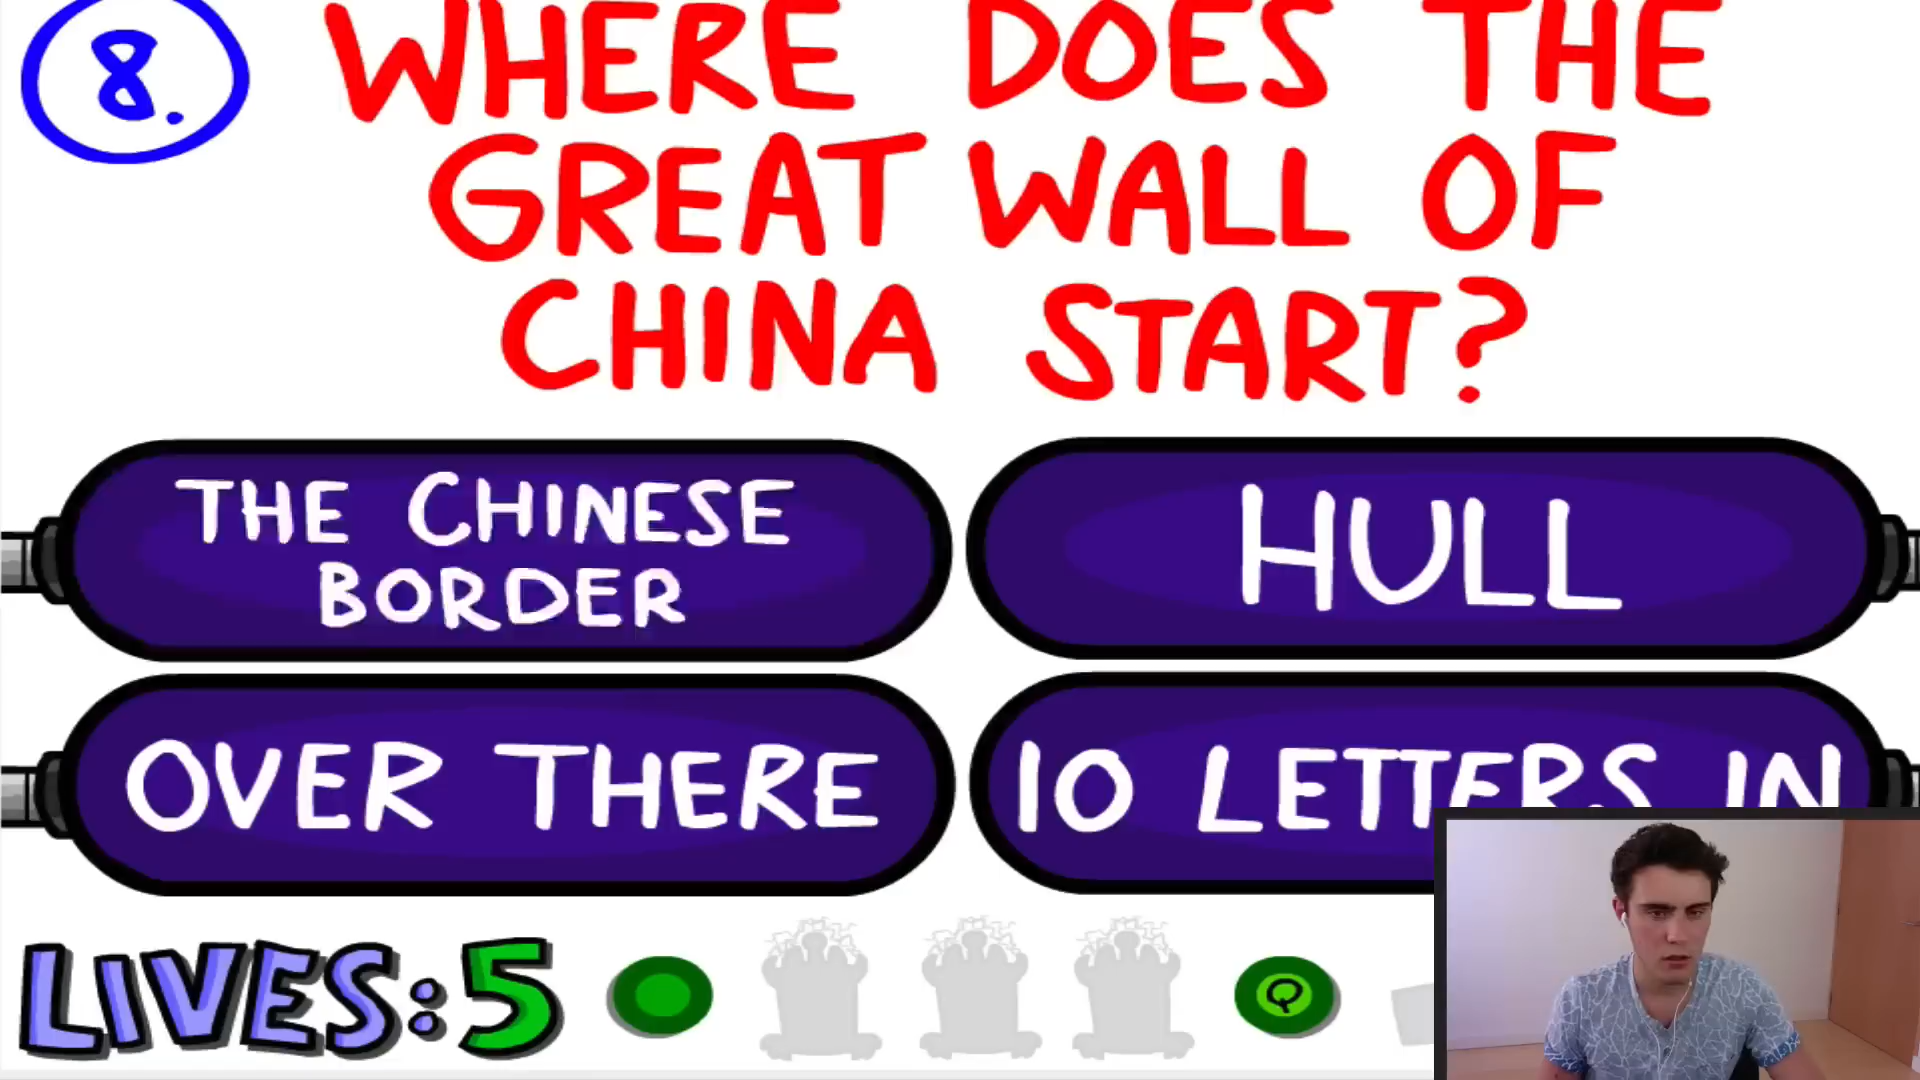 8.
WHERE DOES THE
GREAT WALL OF
CHINA START?
THE CHINESE
BORDER
HULL
OVER THERE
10 LETTERS IN
LIVES:5
Q